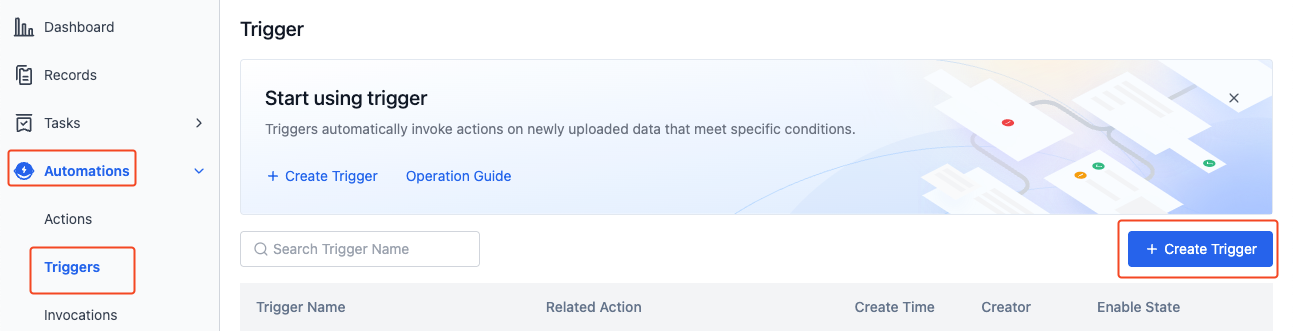 Dashboard
Records
Tasks
Automations
Actions
Triggers
Invocations
Trigger
Start using trigger
Triggers automatically invoke actions on newly uploaded data that meet specific conditions.
+ Create Trigger Operation Guide
Search Trigger Name
+ Create Trigger
Trigger Name Related Action Create Time Creator Enable State